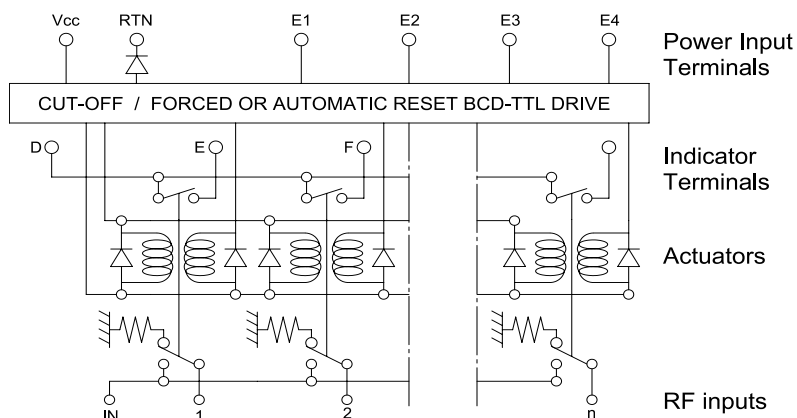 Vcc RTN E1 E2 E3 E4
Power Input
Terminals
CUT-OFF / FORCED OR AUTOMATIC RESET BCD-TTL DRIVE
D E F
Indicator
Terminals
Actuators
IN 1 2 n
RF inputs